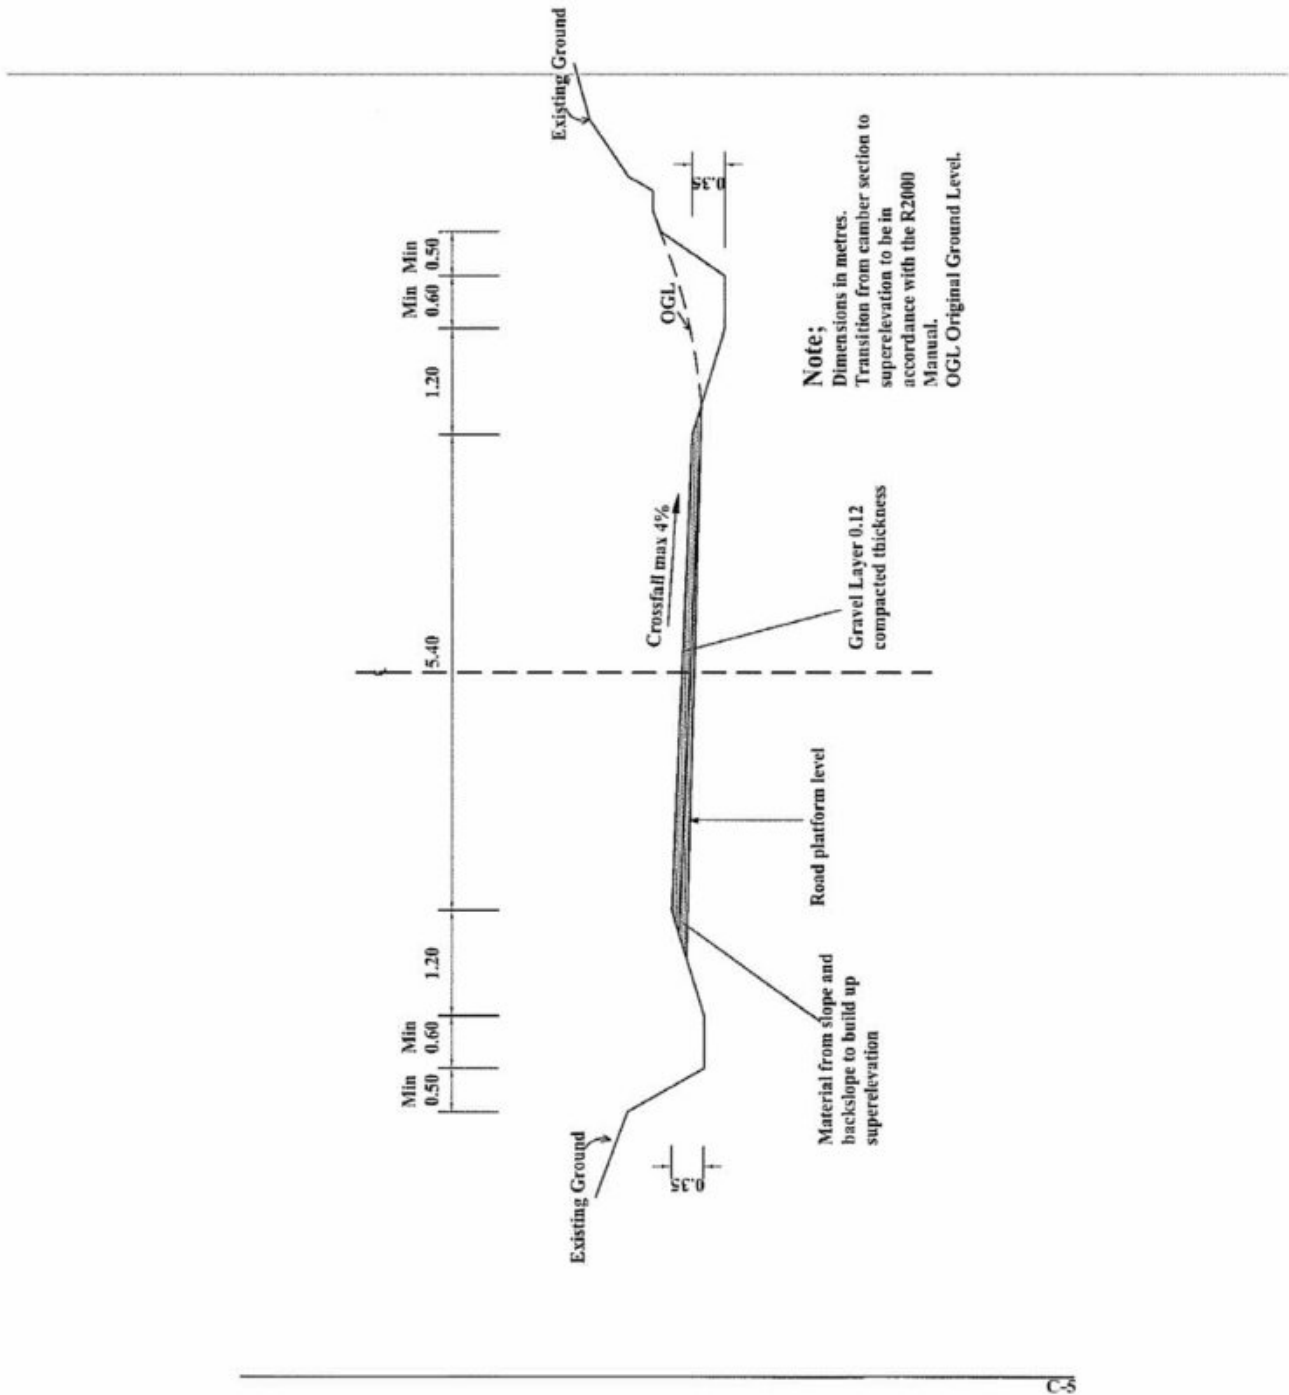 Existing Ground
Min
0.50
Min
0.60
1.20
5.40
1.20
Min
0.60
Min
0.50
Existing Ground
0.35
0.35
OGL
Crossfall max 4%
Gravel Layer 0.12
compacted thickness
Road platform level
Material from slope and
backslope to build up
superelevation
Note;
Dimensions in metres.
Transition from camber section to
superelevation to be in
accordance with the R2000
Manual.
OGL Original Ground Level.
C-5